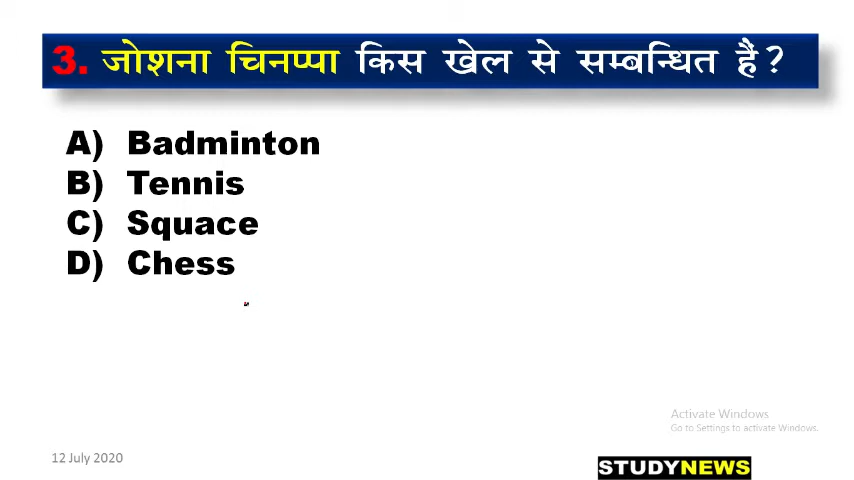 3. जोशना चिनप्पा किस खेल से सम्बन्धित हैं?
A) Badminton
B) Tennis
C) Squace
D) Chess
Activate Windows
Go to Settings to activate Windows.
12 July 2020
STUDYNEWS